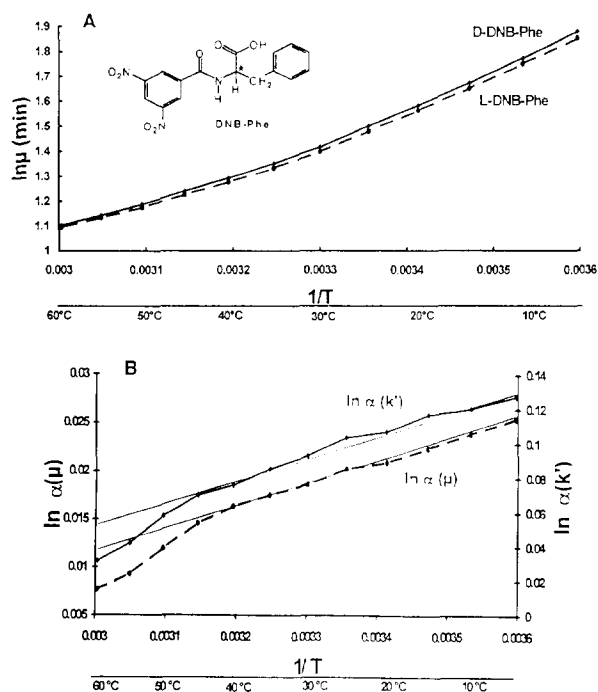 A
1.9
1.8
1.7
1.6
1.5
1.4
1.3
1.2
1.1
1
lnµ (min)
O
OH
O
*
O₂N
N
H
H
CH₂
O₂N
DNB-Phe
D-DNB-Phe
L-DNB-Phe
0.003 0.0031 0.0032 0.0033 0.0034 0.0035 0.0036
1/T
60°C 50°C 40°C 30°C 20°C 10°C
B
0.03
0.025
0.02
0.015
0.01
0.005
ln α(µ)
ln α (k')
ln α (µ)
0.14
0.12
0.1
0.08
0.06
0.04
0.02
0
ln α(k')
0.003 0.0031 0.0032 0.0033 0.0034 0.0035 0.0036
1/T
60°C 50°C 40°C 30°C 20°C 10°C